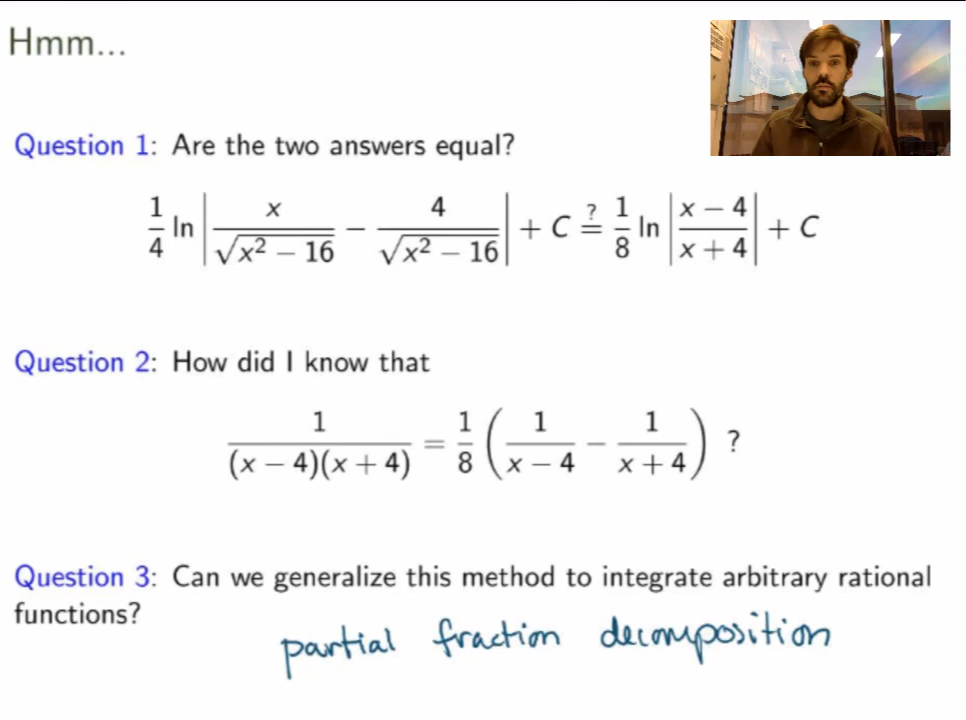 Hmm...
Question 1: Are the two answers equal?
1/4 ln | x/√(x² − 16) − 4/√(x² − 16) | + C ≟ 1/8 ln | (x − 4)/(x + 4) | + C
Question 2: How did I know that
1/((x − 4)(x + 4)) = 1/8 ( 1/(x − 4) − 1/(x + 4) ) ?
Question 3: Can we generalize this method to integrate arbitrary rational
functions?
partial fraction decomposition